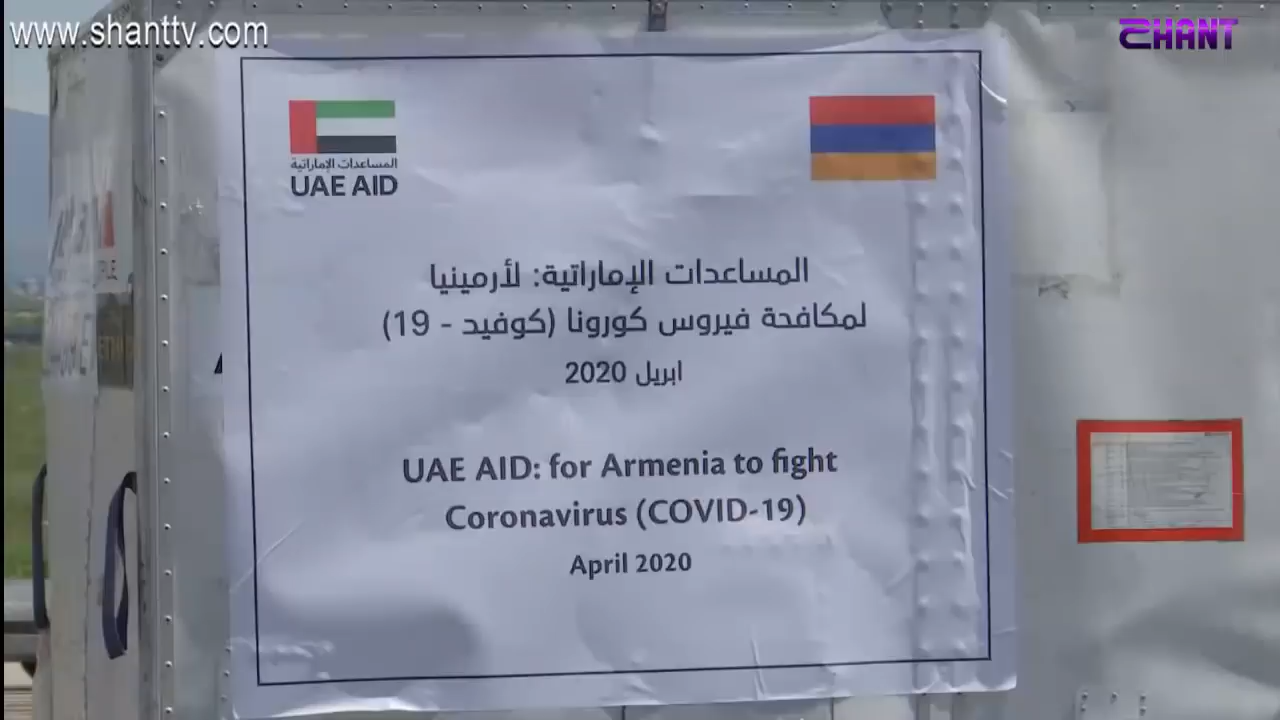 www.shanttv.com
SHANT
المساعدات الإماراتية
UAE AID
المساعدات الإماراتية: لأرمينيا
لمكافحة فيروس كورونا (كوفيد - 19)
ابريل 2020
UAE AID: for Armenia to fight
Coronavirus (COVID-19)
April 2020